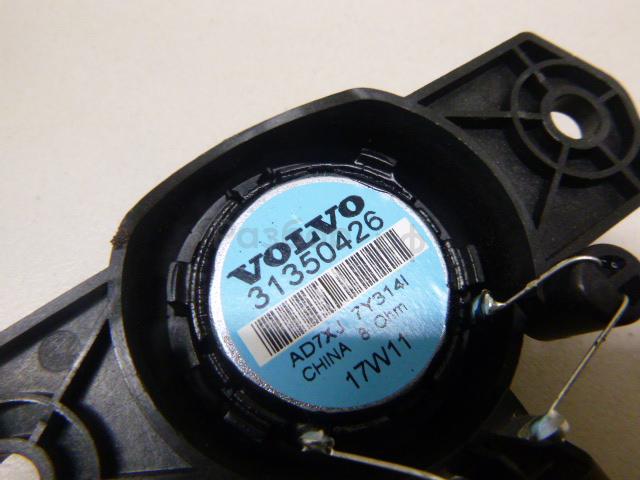 VOLVO
31350426
AD7XJ 7Y314I
CHINA 8 Ohm
17W11